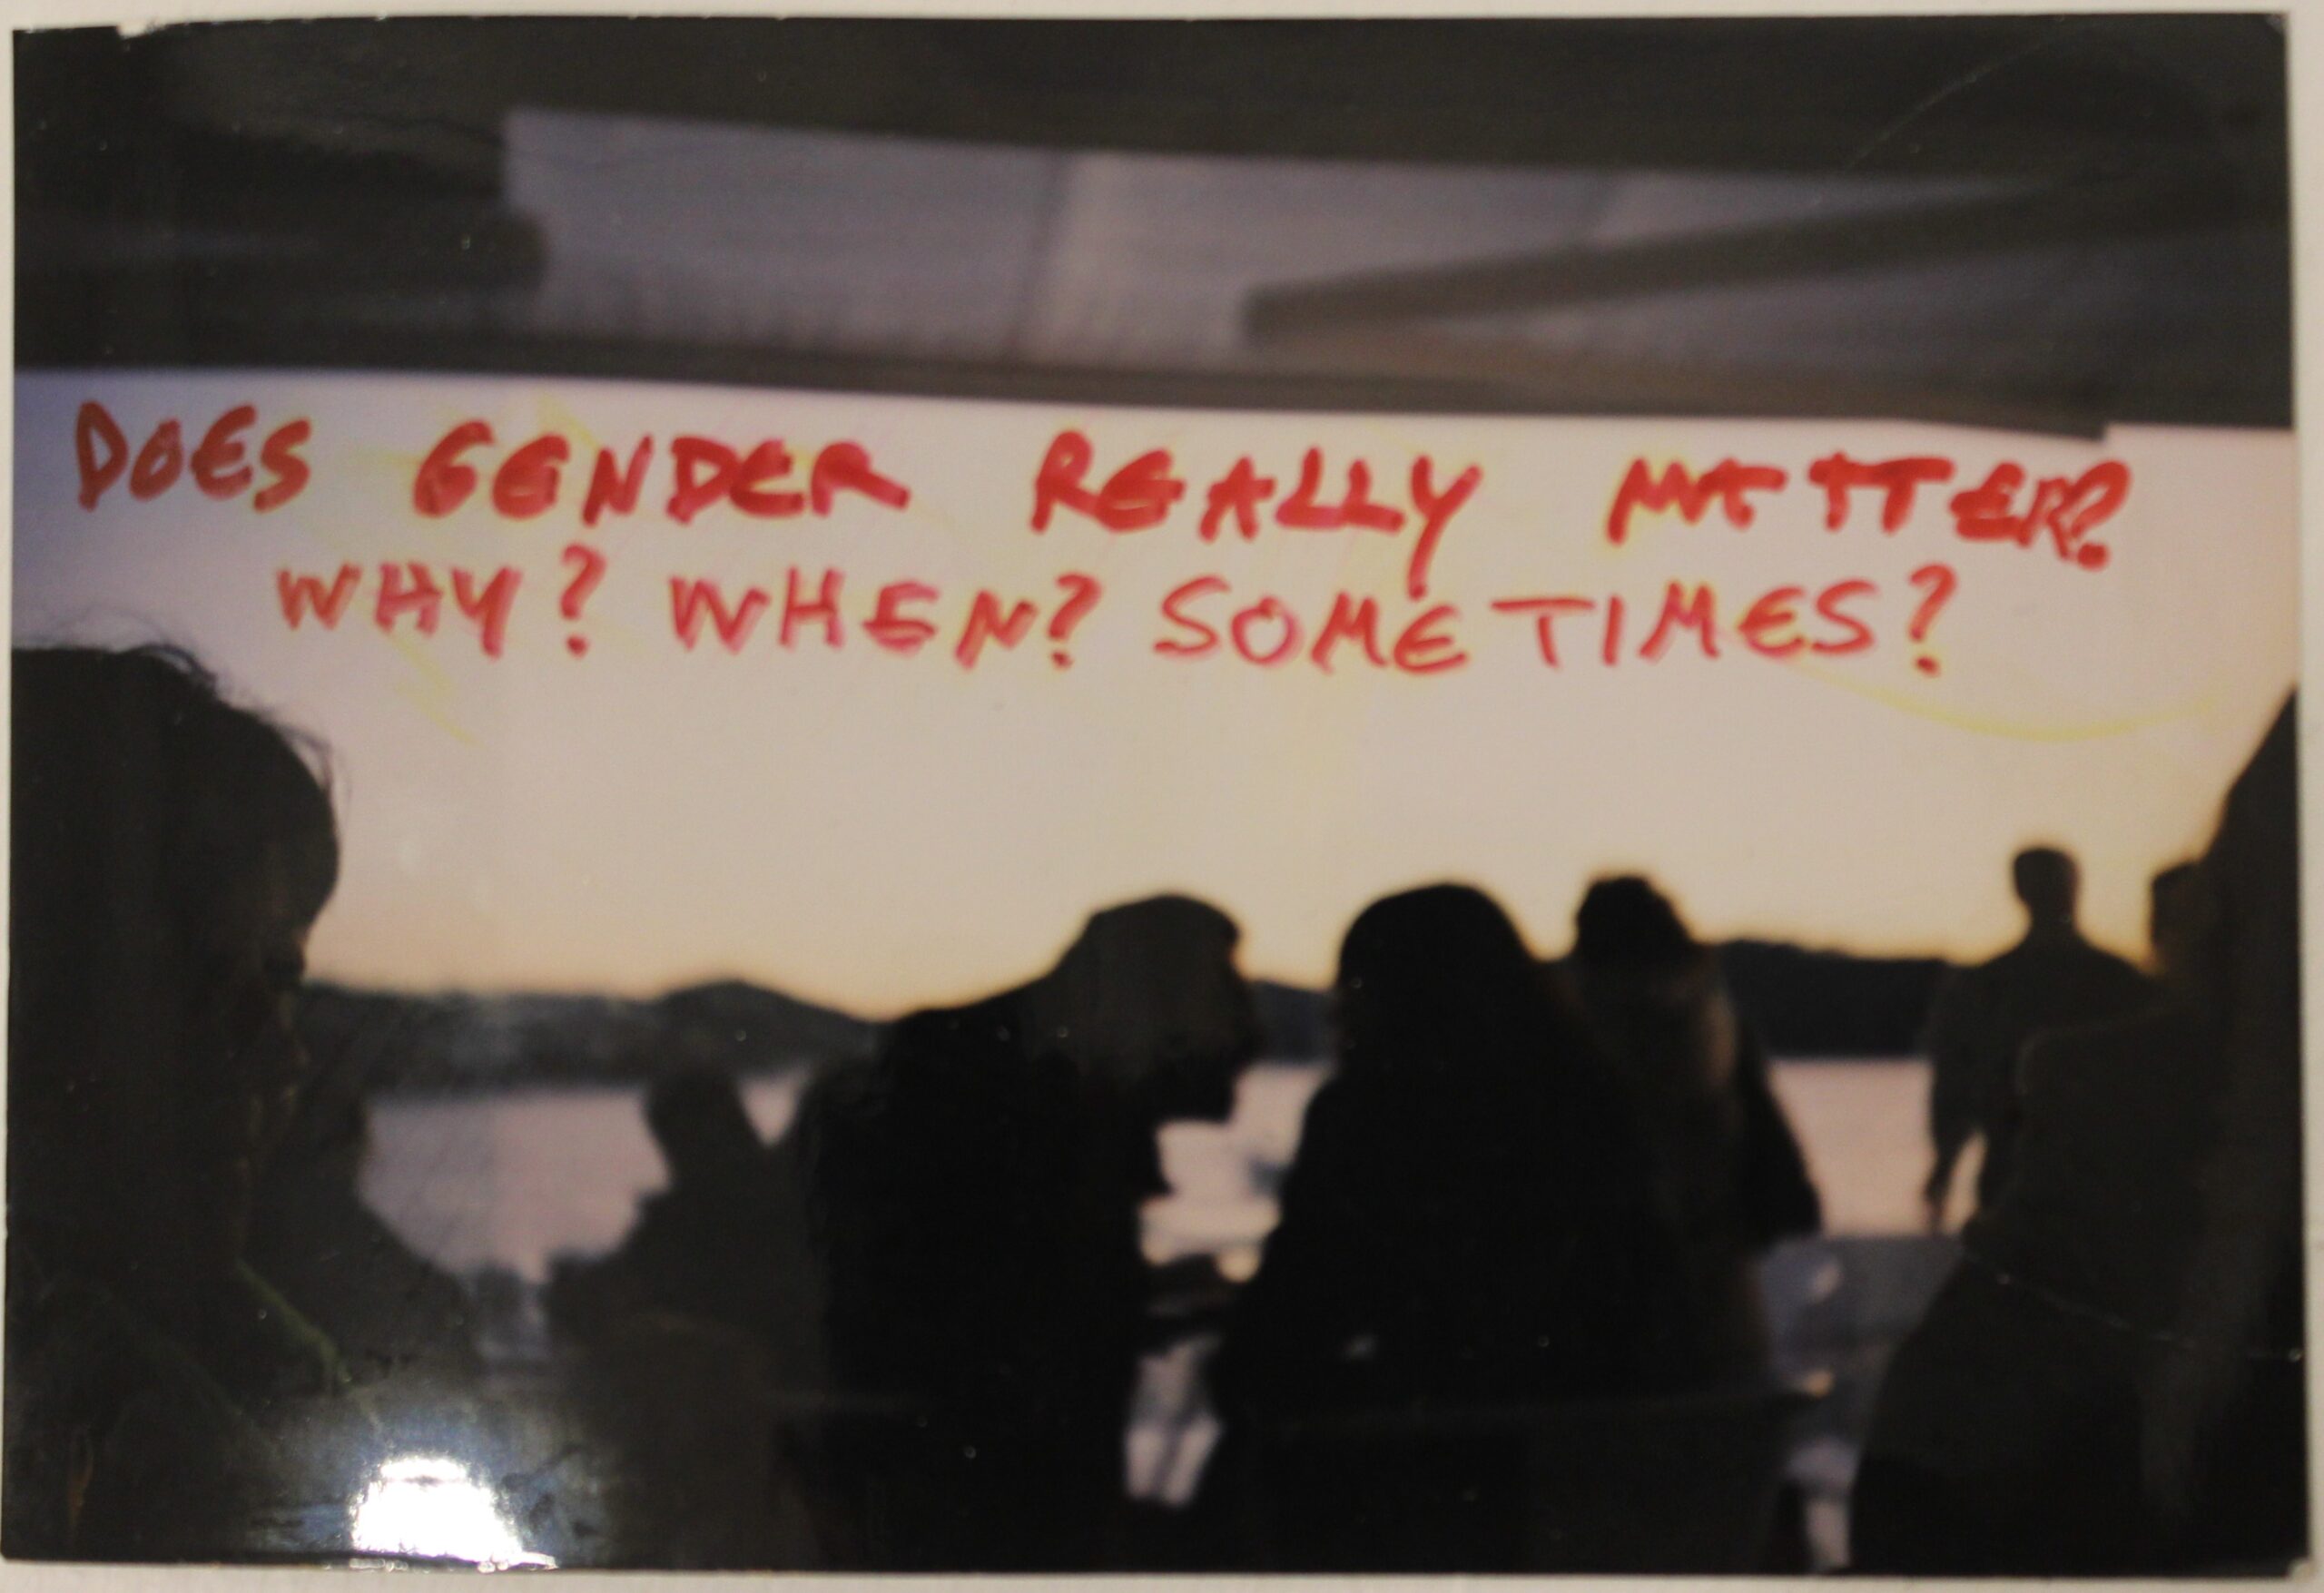 DOES GENDER REALLY MATTER?
WHY? WHEN? SOMETIMES?